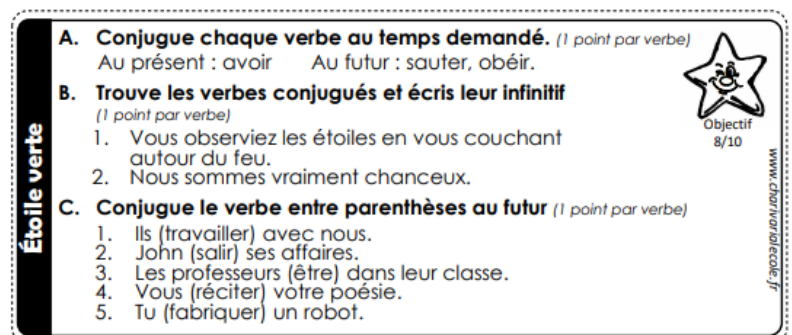 Étoile verte
A. Conjugue chaque verbe au temps demandé. (1 point par verbe)
Au présent : avoir Au futur : sauter, obéir.
B. Trouve les verbes conjugués et écris leur infinitif
(1 point par verbe)
1. Vous observiez les étoiles en vous couchant
autour du feu.
2. Nous sommes vraiment chanceux.
C. Conjugue le verbe entre parenthèses au futur (1 point par verbe)
1. Ils (travailler) avec nous.
2. John (salir) ses affaires.
3. Les professeurs (être) dans leur classe.
4. Vous (réciter) votre poésie.
5. Tu (fabriquer) un robot.
Objectif
8/10
www.charivarialecole.fr